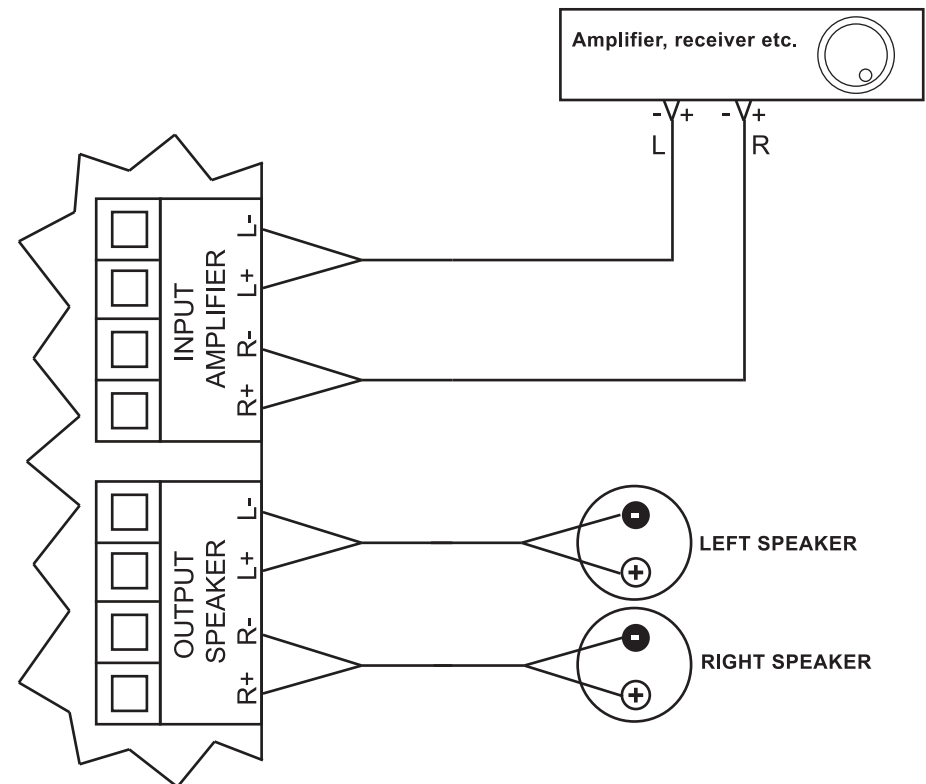 Amplifier, receiver etc.
- + - +
L R
INPUT
AMPLIFIER
L-
L+
R-
R+
OUTPUT
SPEAKER
L-
L+
R-
R+
-
+
LEFT SPEAKER
-
+
RIGHT SPEAKER